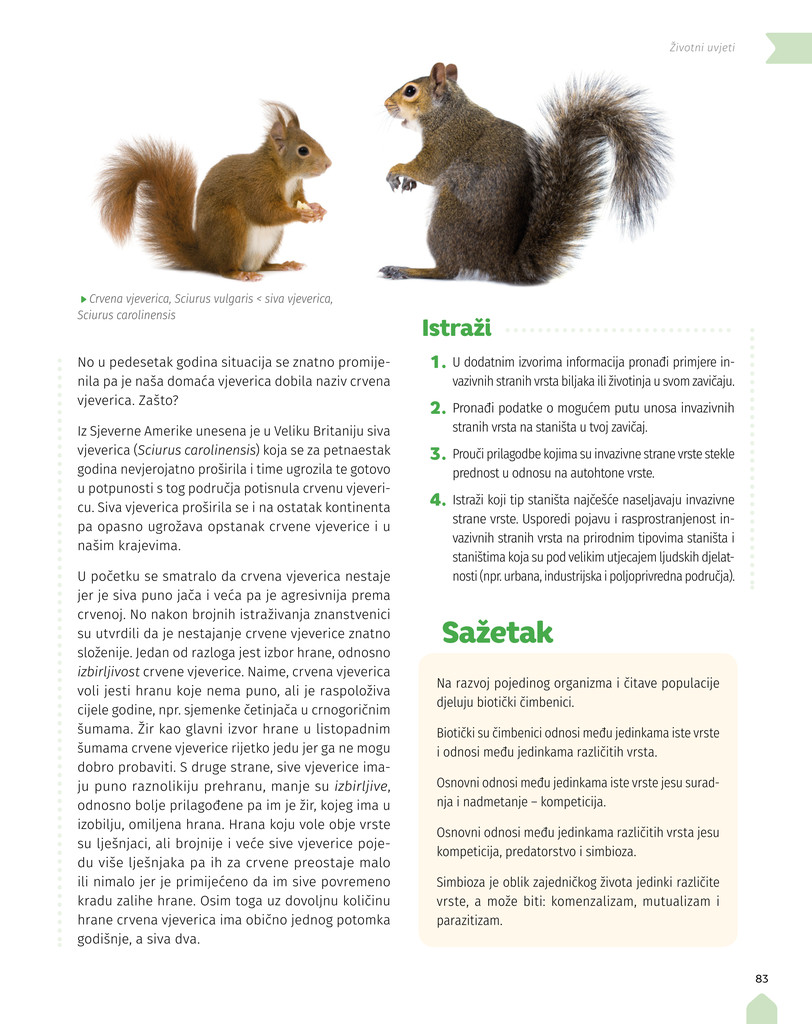 Životni uvjeti
Crvena vjeverica, Sciurus vulgaris < siva vjeverica,
Sciurus carolinensis
No u pedesetak godina situacija se znatno promije-
nila pa je naša domaća vjeverica dobila naziv crvena
vjeverica. Zašto?
Iz Sjeverne Amerike unesena je u Veliku Britaniju siva
vjeverica (Sciurus carolinensis) koja se za petnaestak
godina nevjerojatno proširila i time ugrozila te gotovo
u potpunosti s tog područja potisnula crvenu vjeveri-
cu. Siva vjeverica proširila se i na ostatak kontinenta
pa opasno ugrožava opstanak crvene vjeverice i u
našim krajevima.
U početku se smatralo da crvena vjeverica nestaje
jer je siva puno jača i veća pa je agresivnija prema
crvenoj. No nakon brojnih istraživanja znanstvenici
su utvrdili da je nestajanje crvene vjeverice znatno
složenije. Jedan od razloga jest izbor hrane, odnosno
izbirljivost crvene vjeverice. Naime, crvena vjeverica
voli jesti hranu koje nema puno, ali je raspoloživa
cijele godine, npr. sjemenke četinjača u crnogoričnim
šumama. Žir kao glavni izvor hrane u listopadnim
šumama crvene vjeverice rijetko jedu jer ga ne mogu
dobro probaviti. S druge strane, sive vjeverice ima-
ju puno raznolikiju prehranu, manje su izbirljive,
odnosno bolje prilagođene pa im je žir, kojeg ima u
izobilju, omiljena hrana. Hrana koju vole obje vrste
su lješnjaci, ali brojnije i veće sive vjeverice poje-
du više lješnjaka pa ih za crvene preostaje malo
ili nimalo jer je primijećeno da im sive povremeno
kradu zalihe hrane. Osim toga uz dovoljnu količinu
hrane crvena vjeverica ima obično jednog potomka
godišnje, a siva dva.
Istraži
1. U dodatnim izvorima informacija pronađi primjere in-
vazivnih stranih vrsta biljaka ili životinja u svom zavičaju.
2. Pronađi podatke o mogućem putu unosa invazivnih
stranih vrsta na staništa u tvoj zavičaj.
3. Prouči prilagodbe kojima su invazivne strane vrste stekle
prednost u odnosu na autohtone vrste.
4. Istraži koji tip staništa najčešće naseljavaju invazivne
strane vrste. Usporedi pojavu i rasprostranjenost in-
vazivnih stranih vrsta na prirodnim tipovima staništa i
staništima koja su pod velikim utjecajem ljudskih djelat-
nosti (npr. urbana, industrijska i poljoprivredna područja).
Sažetak
Na razvoj pojedinog organizma i čitave populacije
djeluju biotički čimbenici.
Biotički su čimbenici odnosi među jedinkama iste vrste
i odnosi među jedinkama različitih vrsta.
Osnovni odnosi među jedinkama iste vrste jesu surad-
nja i nadmetanje – kompeticija.
Osnovni odnosi među jedinkama različitih vrsta jesu
kompeticija, predatorstvo i simbioza.
Simbioza je oblik zajedničkog života jedinki različite
vrste, a može biti: komenzalizam, mutualizam i
parazitizam.
83